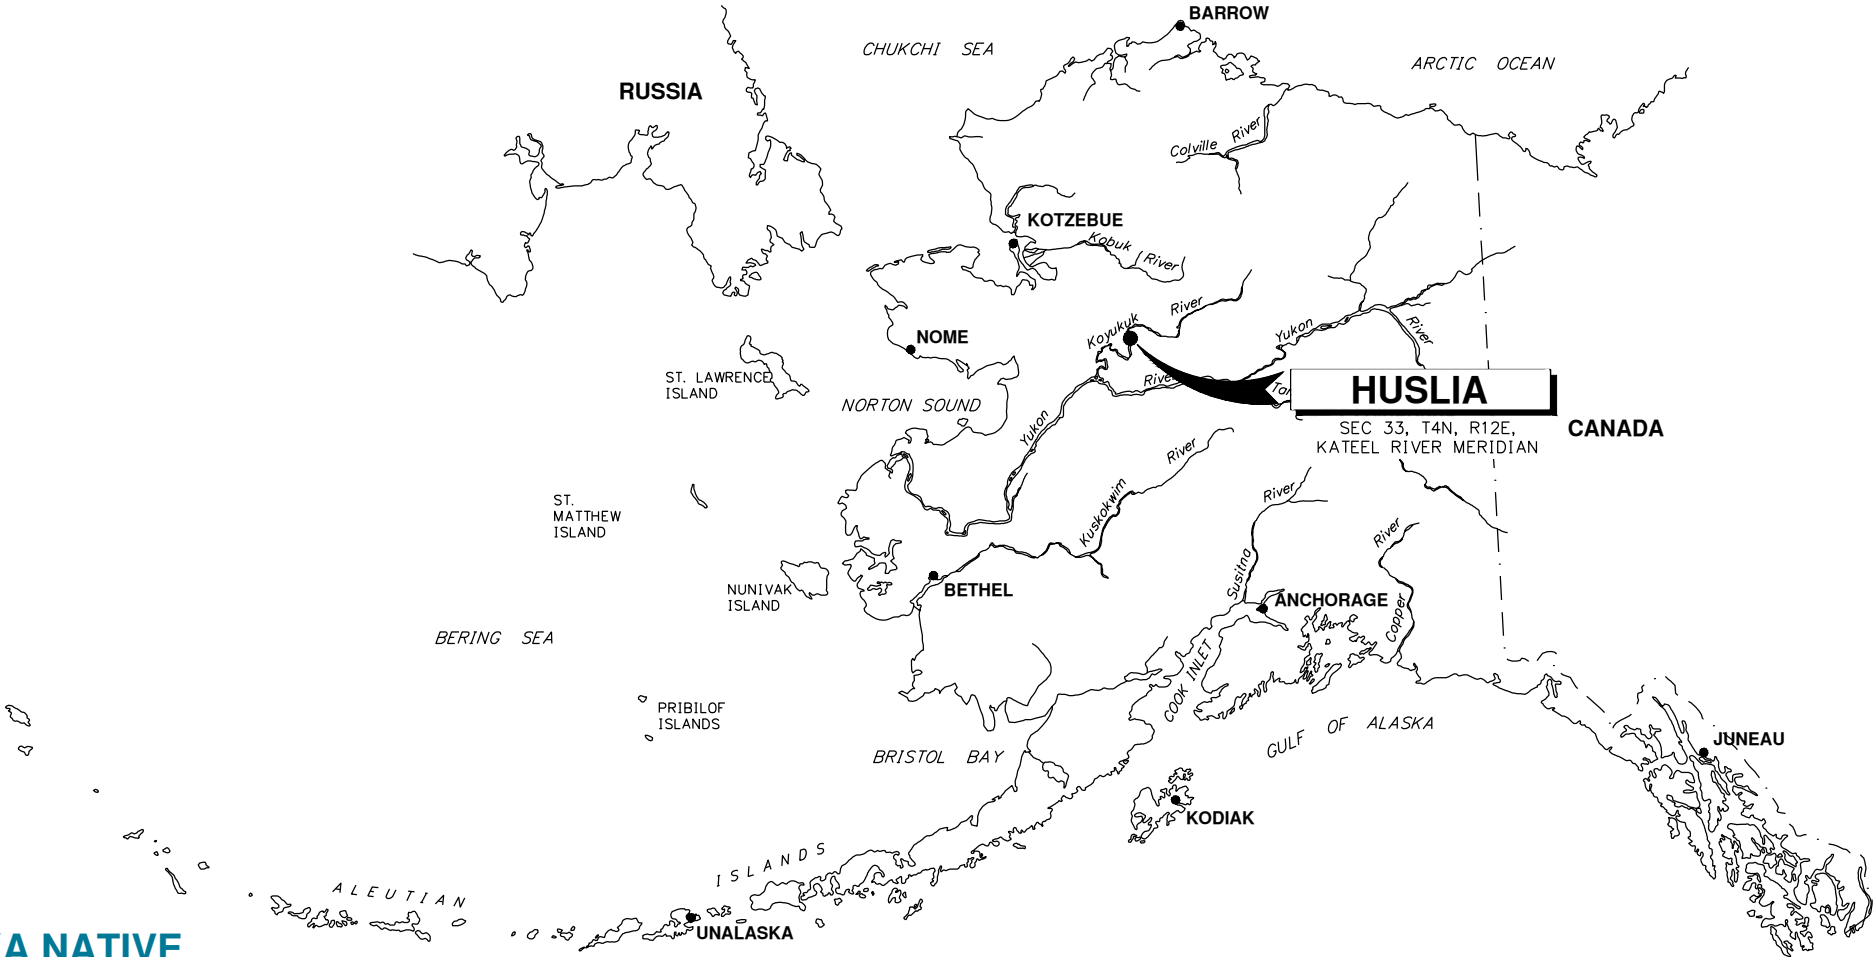 BARROW
CHUKCHI SEA
ARCTIC OCEAN
RUSSIA
Colville River
KOTZEBUE
Kobuk River
NOME
Koyukuk River
Yukon River
ST. LAWRENCE
ISLAND
NORTON SOUND
River
HUSLIA
SEC 33, T4N, R12E,
KATEEL RIVER MERIDIAN
CANADA
Yukon
Kuskokwim River
ST.
MATTHEW
ISLAND
Susitna River
Copper River
NUNIVAK
ISLAND
BETHEL
ANCHORAGE
BERING SEA
COOK INLET
PRIBILOF
ISLANDS
BRISTOL BAY
GULF OF ALASKA
JUNEAU
KODIAK
ALEUTIAN ISLANDS
UNALASKA
NATIVE